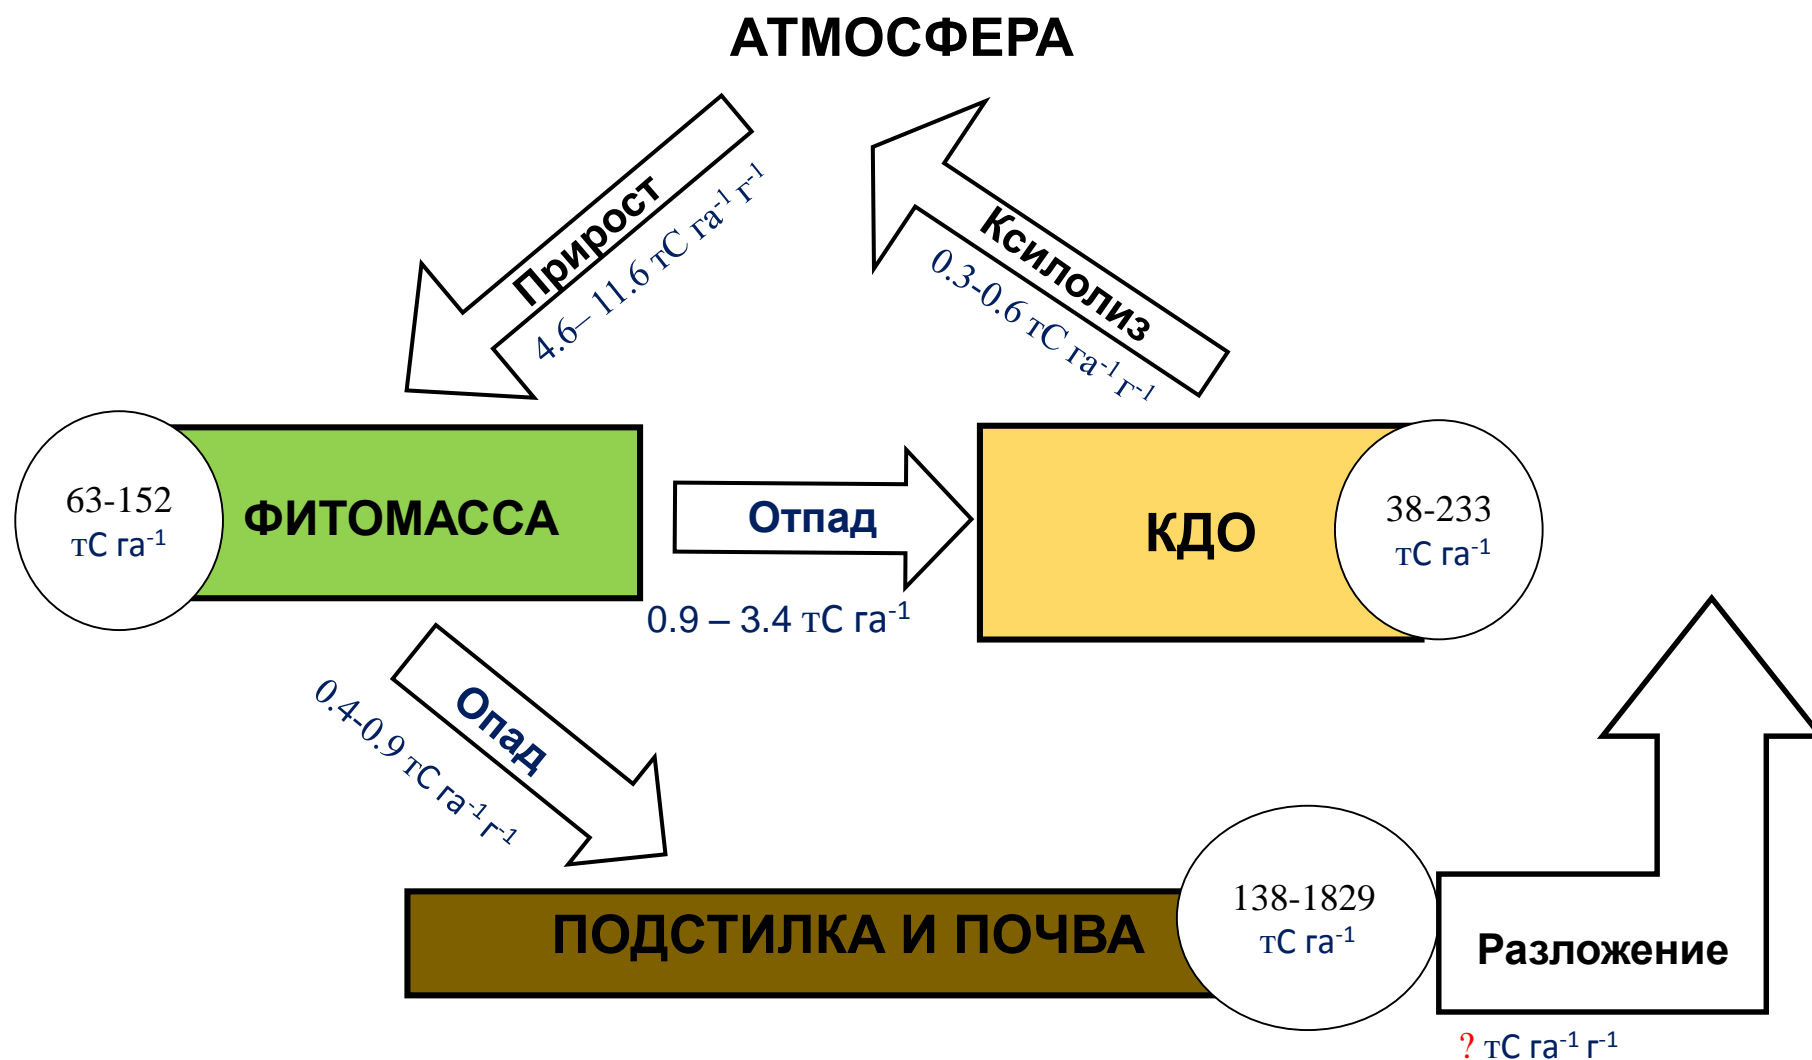 АТМОСФЕРА
Прирост
4.6– 11.6 тС га⁻¹ г⁻¹
Ксилолиз
0.3-0.6 тС га⁻¹ г⁻¹
63-152
тС га⁻¹
ФИТОМАССА
Отпад
0.9 – 3.4 тС га⁻¹
КДО
38-233
тС га⁻¹
Опад
0.4-0.9 тС га⁻¹ г⁻¹
ПОДСТИЛКА И ПОЧВА
138-1829
тС га⁻¹
Разложение
? тС га⁻¹ г⁻¹